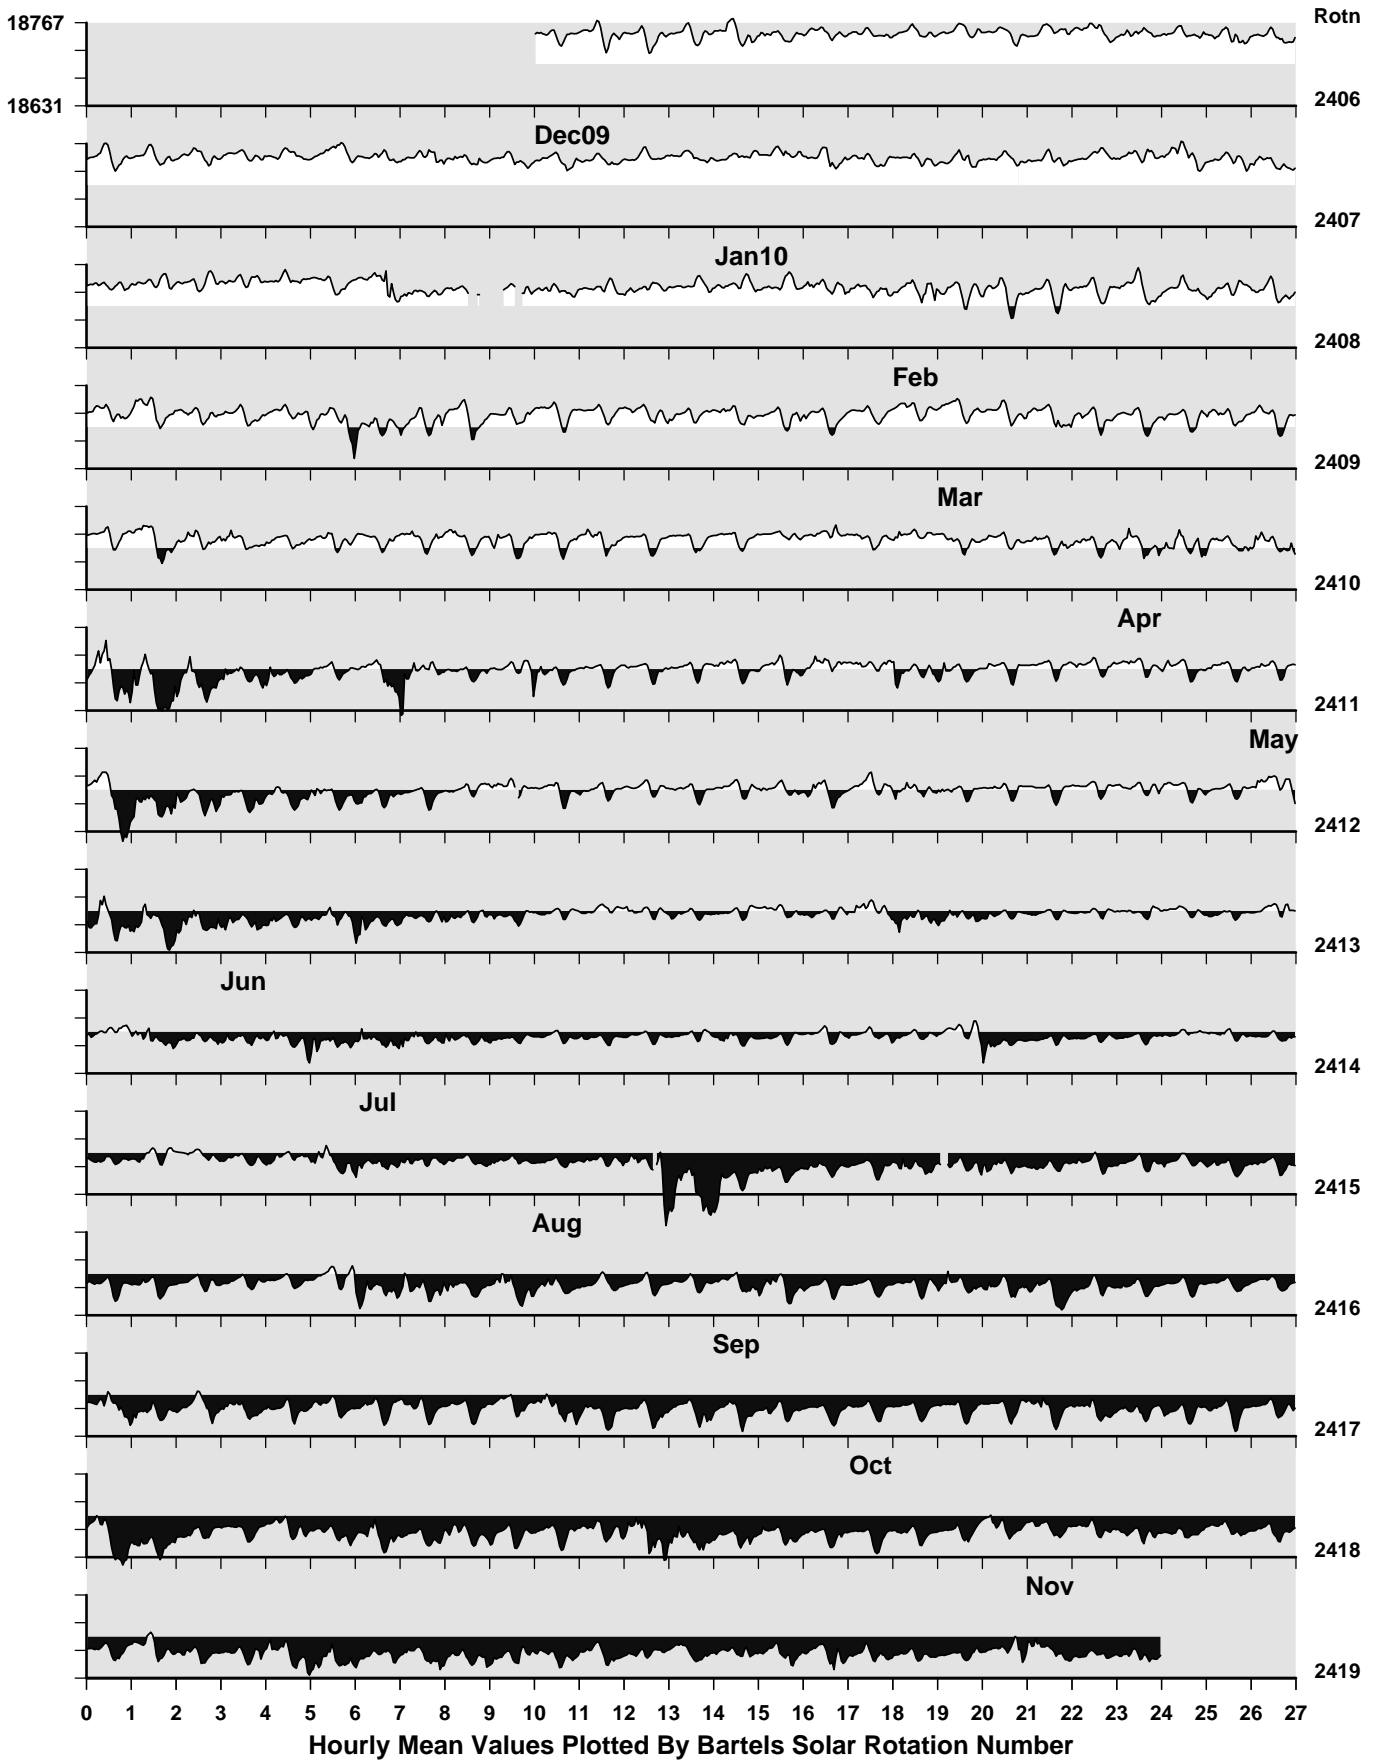 18767 Rotn
18631 2406
Dec09
2407
Jan10
2408
Feb
2409
Mar
2410
Apr
2411
May
2412
2413
Jun
2414
Jul
2415
Aug
2416
Sep
2417
Oct
2418
Nov
2419
0 1 2 3 4 5 6 7 8 9 10 11 12 13 14 15 16 17 18 19 20 21 22 23 24 25 26 27
Hourly Mean Values Plotted By Bartels Solar Rotation Number